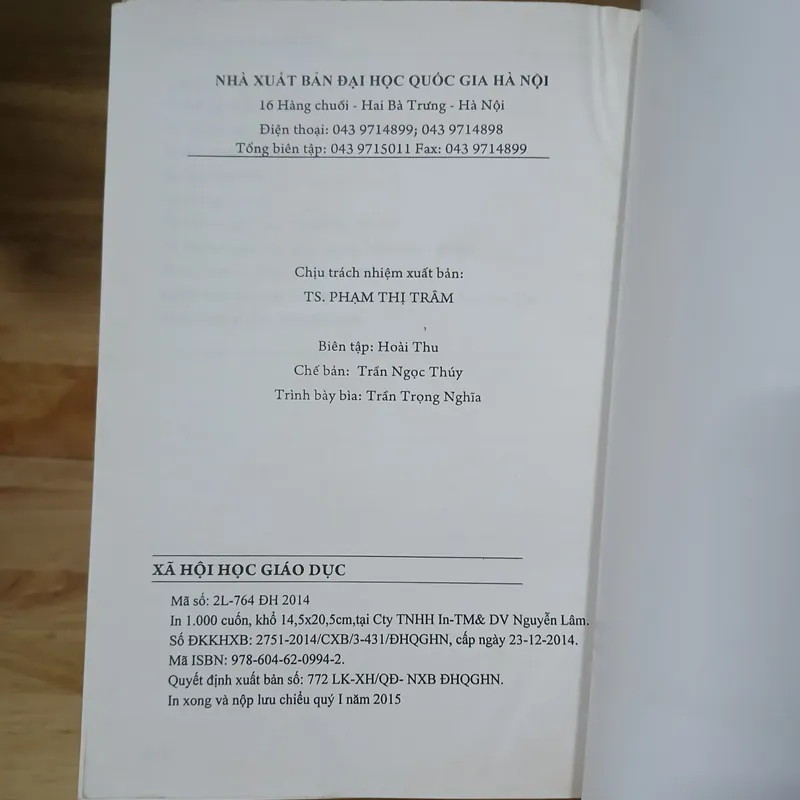 NHÀ XUẤT BẢN ĐẠI HỌC QUỐC GIA HÀ NỘI
16 Hàng chuối - Hai Bà Trưng - Hà Nội
Điện thoại: 043 9714899; 043 9714898
Tổng biên tập: 043 9715011 Fax: 043 9714899
Chịu trách nhiệm xuất bản:
TS. PHẠM THỊ TRÂM
Biên tập: Hoài Thu
Chế bản: Trần Ngọc Thúy
Trình bày bìa: Trần Trọng Nghĩa
XÃ HỘI HỌC GIÁO DỤC
Mã số: 2L-764 ĐH 2014
In 1.000 cuốn, khổ 14,5x20,5cm,tại Cty TNHH In-TM& DV Nguyễn Lâm.
Số ĐKKHXB: 2751-2014/CXB/3-431/ĐHQGHN, cấp ngày 23-12-2014.
Mã ISBN: 978-604-62-0994-2.
Quyết định xuất bản số: 772 LK-XH/QĐ- NXB ĐHQGHN.
In xong và nộp lưu chiểu quý I năm 2015